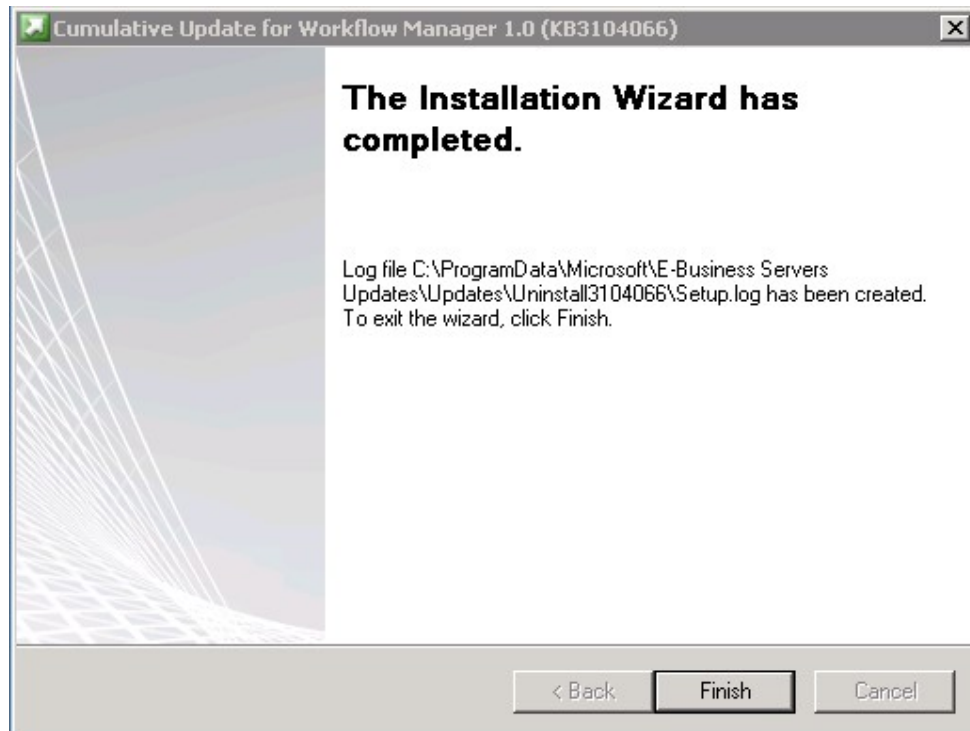 Cumulative Update for Workflow Manager 1.0 (KB3104066)
The Installation Wizard has
completed.
Log file C:\ProgramData\Microsoft\E-Business Servers
Updates\Updates\Uninstall3104066\Setup.log has been created.
To exit the wizard, click Finish.
< Back
Finish
Cancel